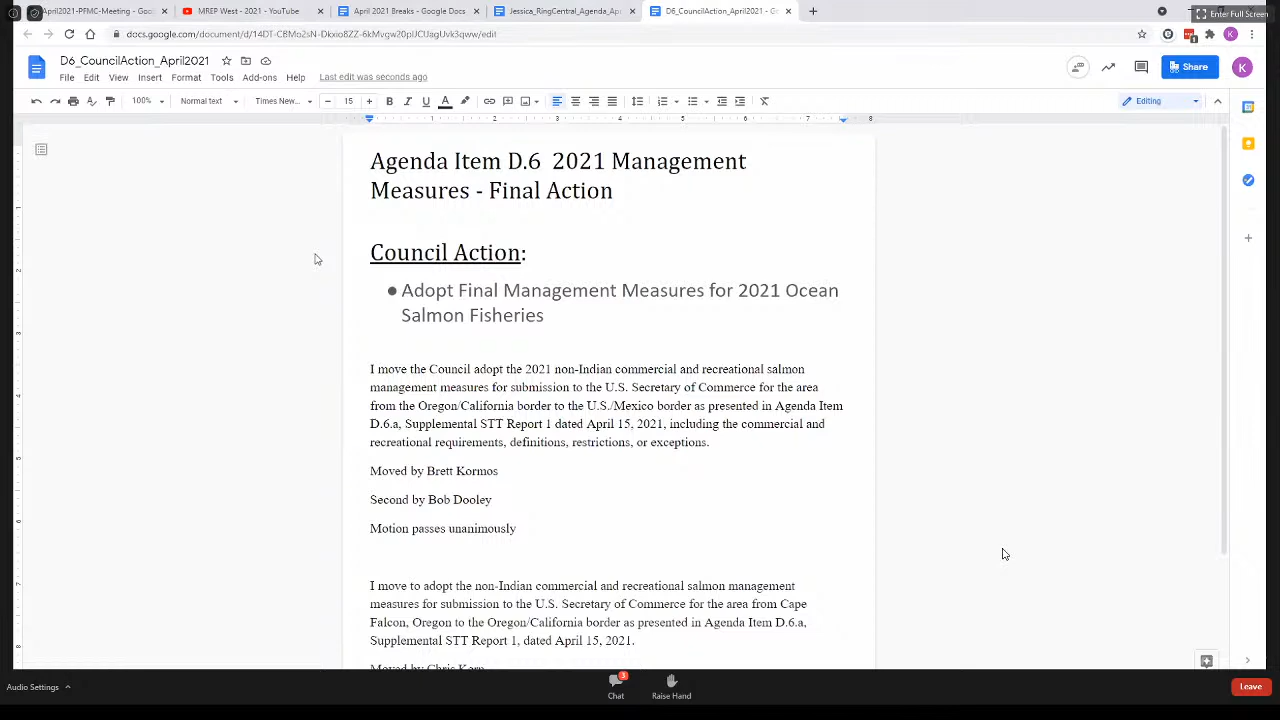 April2021-PFMC-Meeting - Goo
MREP West - 2021 - YouTube
April 2021 Breaks - Google Docs
Jessica_RingCentral_Agenda_Ap
D6_CouncilAction_April2021 - G
Enter Full Screen
D6_CouncilAction_April2021
Share
K
File Edit View Insert Format Tools Add-ons Help Last edit was seconds ago
100% Normal text Times New... 15 Editing
Agenda Item D.6 2021 Management
Measures - Final Action
Council Action:
● Adopt Final Management Measures for 2021 Ocean
Salmon Fisheries
I move the Council adopt the 2021 non-Indian commercial and recreational salmon
management measures for submission to the U.S. Secretary of Commerce for the area
from the Oregon/California border to the U.S./Mexico border as presented in Agenda Item
D.6.a, Supplemental STT Report 1 dated April 15, 2021, including the commercial and
recreational requirements, definitions, restrictions, or exceptions.
Moved by Brett Kormos
Second by Bob Dooley
Motion passes unanimously
I move to adopt the non-Indian commercial and recreational salmon management
measures for submission to the U.S. Secretary of Commerce for the area from Cape
Falcon, Oregon to the Oregon/California border as presented in Agenda Item D.6.a,
Supplemental STT Report 1, dated April 15, 2021.
Moved by Chris Kern
Audio Settings
3
Chat
Raise Hand
Leave